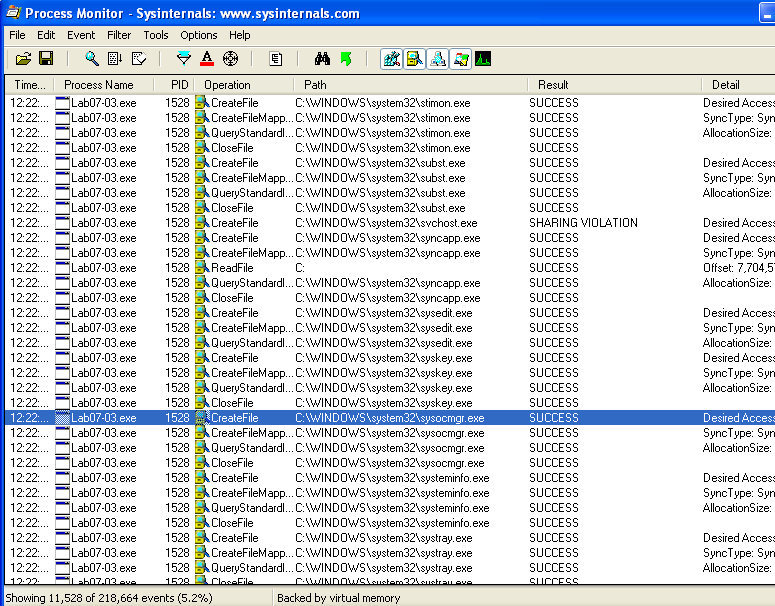 Process Monitor - Sysinternals: www.sysinternals.com
File Edit Event Filter Tools Options Help
Time... Process Name PID Operation Path Result Detail
12:22:... Lab07-03.exe 1528 CreateFile C:\WINDOWS\system32\stimon.exe SUCCESS Desired Access
12:22:... Lab07-03.exe 1528 CreateFileMapp... C:\WINDOWS\system32\stimon.exe SUCCESS SyncType: Syn
12:22:... Lab07-03.exe 1528 QueryStandardI... C:\WINDOWS\system32\stimon.exe SUCCESS AllocationSize:
12:22:... Lab07-03.exe 1528 CloseFile C:\WINDOWS\system32\stimon.exe SUCCESS
12:22:... Lab07-03.exe 1528 CreateFile C:\WINDOWS\system32\subst.exe SUCCESS Desired Access
12:22:... Lab07-03.exe 1528 CreateFileMapp... C:\WINDOWS\system32\subst.exe SUCCESS SyncType: Syn
12:22:... Lab07-03.exe 1528 QueryStandardI... C:\WINDOWS\system32\subst.exe SUCCESS AllocationSize:
12:22:... Lab07-03.exe 1528 CloseFile C:\WINDOWS\system32\subst.exe SUCCESS
12:22:... Lab07-03.exe 1528 CreateFile C:\WINDOWS\system32\svchost.exe SHARING VIOLATION Desired Access
12:22:... Lab07-03.exe 1528 CreateFile C:\WINDOWS\system32\syncapp.exe SUCCESS Desired Access
12:22:... Lab07-03.exe 1528 CreateFileMapp... C:\WINDOWS\system32\syncapp.exe SUCCESS SyncType: Syn
12:22:... Lab07-03.exe 1528 ReadFile C: SUCCESS Offset: 7,704,5
12:22:... Lab07-03.exe 1528 QueryStandardI... C:\WINDOWS\system32\syncapp.exe SUCCESS AllocationSize:
12:22:... Lab07-03.exe 1528 CloseFile C:\WINDOWS\system32\syncapp.exe SUCCESS
12:22:... Lab07-03.exe 1528 CreateFile C:\WINDOWS\system32\sysedit.exe SUCCESS Desired Access
12:22:... Lab07-03.exe 1528 CreateFileMapp... C:\WINDOWS\system32\sysedit.exe SUCCESS SyncType: Syn
12:22:... Lab07-03.exe 1528 QueryStandardI... C:\WINDOWS\system32\sysedit.exe SUCCESS AllocationSize:
12:22:... Lab07-03.exe 1528 CreateFile C:\WINDOWS\system32\syskey.exe SUCCESS Desired Access
12:22:... Lab07-03.exe 1528 CreateFileMapp... C:\WINDOWS\system32\syskey.exe SUCCESS SyncType: Syn
12:22:... Lab07-03.exe 1528 QueryStandardI... C:\WINDOWS\system32\syskey.exe SUCCESS AllocationSize:
12:22:... Lab07-03.exe 1528 CloseFile C:\WINDOWS\system32\syskey.exe SUCCESS
12:22:... Lab07-03.exe 1528 CreateFile C:\WINDOWS\system32\sysocmgr.exe SUCCESS Desired Access
12:22:... Lab07-03.exe 1528 CreateFileMapp... C:\WINDOWS\system32\sysocmgr.exe SUCCESS SyncType: Syn
12:22:... Lab07-03.exe 1528 QueryStandardI... C:\WINDOWS\system32\sysocmgr.exe SUCCESS AllocationSize:
12:22:... Lab07-03.exe 1528 CloseFile C:\WINDOWS\system32\sysocmgr.exe SUCCESS
12:22:... Lab07-03.exe 1528 CreateFile C:\WINDOWS\system32\systeminfo.exe SUCCESS Desired Access
12:22:... Lab07-03.exe 1528 CreateFileMapp... C:\WINDOWS\system32\systeminfo.exe SUCCESS SyncType: Syn
12:22:... Lab07-03.exe 1528 QueryStandardI... C:\WINDOWS\system32\systeminfo.exe SUCCESS AllocationSize:
12:22:... Lab07-03.exe 1528 CloseFile C:\WINDOWS\system32\systeminfo.exe SUCCESS
12:22:... Lab07-03.exe 1528 CreateFile C:\WINDOWS\system32\systray.exe SUCCESS Desired Access
12:22:... Lab07-03.exe 1528 CreateFileMapp... C:\WINDOWS\system32\systray.exe SUCCESS SyncType: Syn
12:22:... Lab07-03.exe 1528 QueryStandardI... C:\WINDOWS\system32\systray.exe SUCCESS AllocationSize:
12:22:... Lab07-03.exe 1528 CloseFile C:\WINDOWS\system32\systray.exe SUCCESS
Showing 11,528 of 218,664 events (5.2%) Backed by virtual memory